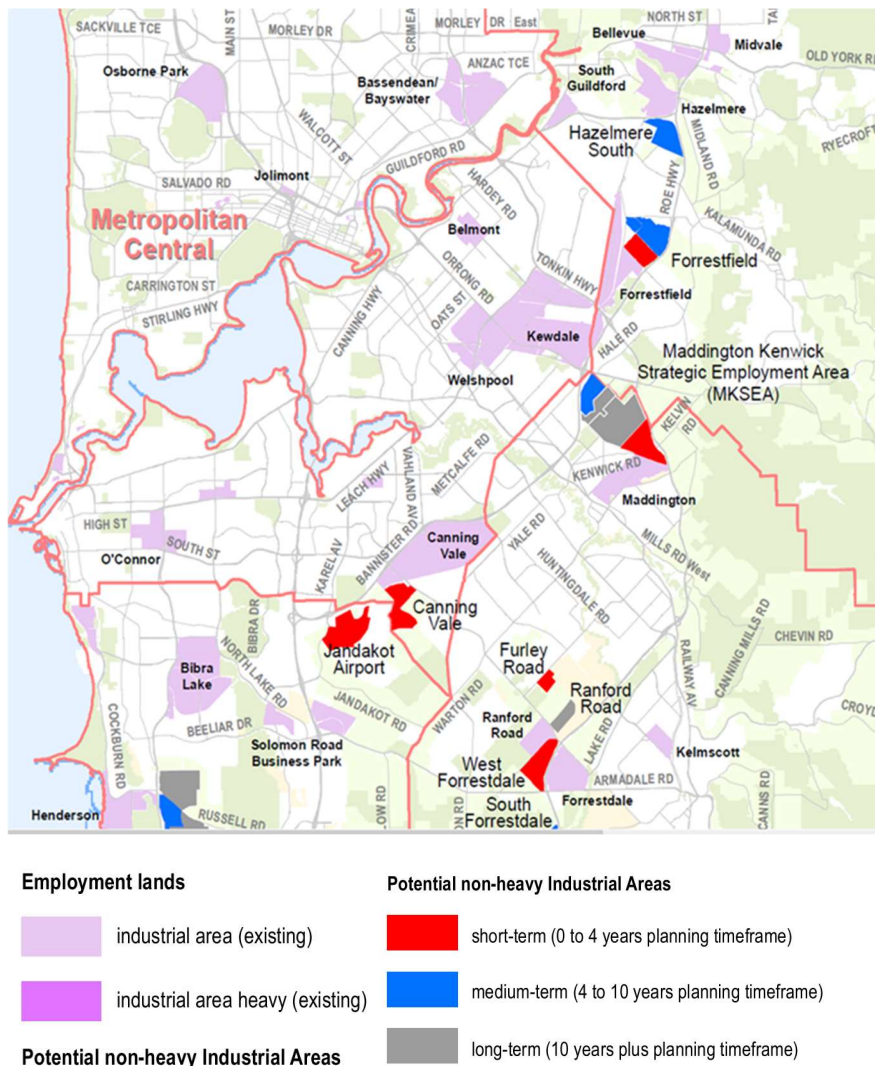 SACKVILLE TCE
MAIN ST
MORLEY DR
CRIMEA
MORLEY DR East
NORTH ST
Bellevue
Midvale
OLD YORK RD
Osborne Park
ANZAC TCE
Bassendean/
Bayswater
South
Guildford
Hazelmere
WALCOTT ST
Hazelmere
South
MIDLAND RD
RYECROFT
GUILDFORD RD
Jolimont
SALVADO RD
HARDEY RD
ROE HWY
Metropolitan
Central
Belmont
KALAMUNDA RD
ORRONG RD
TONKIN HWY
Forrestfield
CARRINGTON ST
STIRLING HWY
CANNING HWY
OATS ST
Forrestfield
Kewdale
HALE RD
Welshpool
Maddington Kenwick
Strategic Employment Area
(MKSEA)
KELVIN
RD
METCALFE RD
VAHLAND AV
LEACH HWY
KENWICK RD
Maddington
HIGH ST
SOUTH ST
O'Connor
KAREL AV
BANNISTER RD
Canning
Vale
YALE RD
MILLS RD West
HUNTINGDALE RD
Canning
Vale
Jandakot
Airport
BIBRA DR
NORTH LAKE RD
Bibra
Lake
Furley
Road
Ranford
Road
RAILWAY AV
CANNING MILLS RD
CHEVIN RD
JANDAKOT RD
WARTON RD
CROYD
COCKBURN RD
BEELIAR DR
Solomon Road
Business Park
Ranford
Road
LAKE RD
Kelmscott
West
Forrestdale
ARMADALE RD
Forrestdale
South
Forrestdale
Henderson
RUSSELL RD
LOW RD
ON RD
CANNS RD
Employment lands
industrial area (existing)
industrial area heavy (existing)
Potential non-heavy Industrial Areas
Potential non-heavy Industrial Areas
short-term (0 to 4 years planning timeframe)
medium-term (4 to 10 years planning timeframe)
long-term (10 years plus planning timeframe)